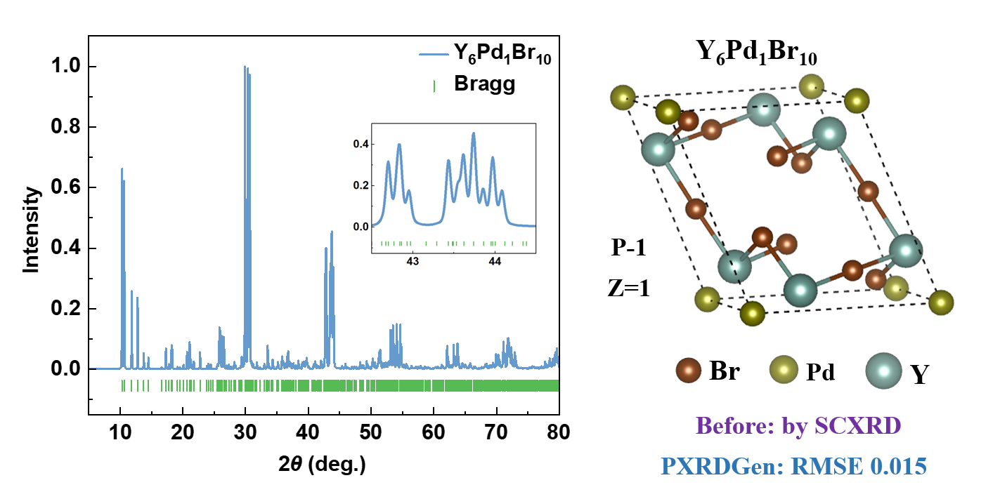 Y₆Pd₁Br₁₀
Bragg
Intensity
1.0
0.8
0.6
0.4
0.2
0.0
0.4
0.2
0.0
43 44
10 20 30 40 50 60 70 80
2θ (deg.)
Y₆Pd₁Br₁₀
P-1
Z=1
Br Pd Y
Before: by SCXRD
PXRDGen: RMSE 0.015